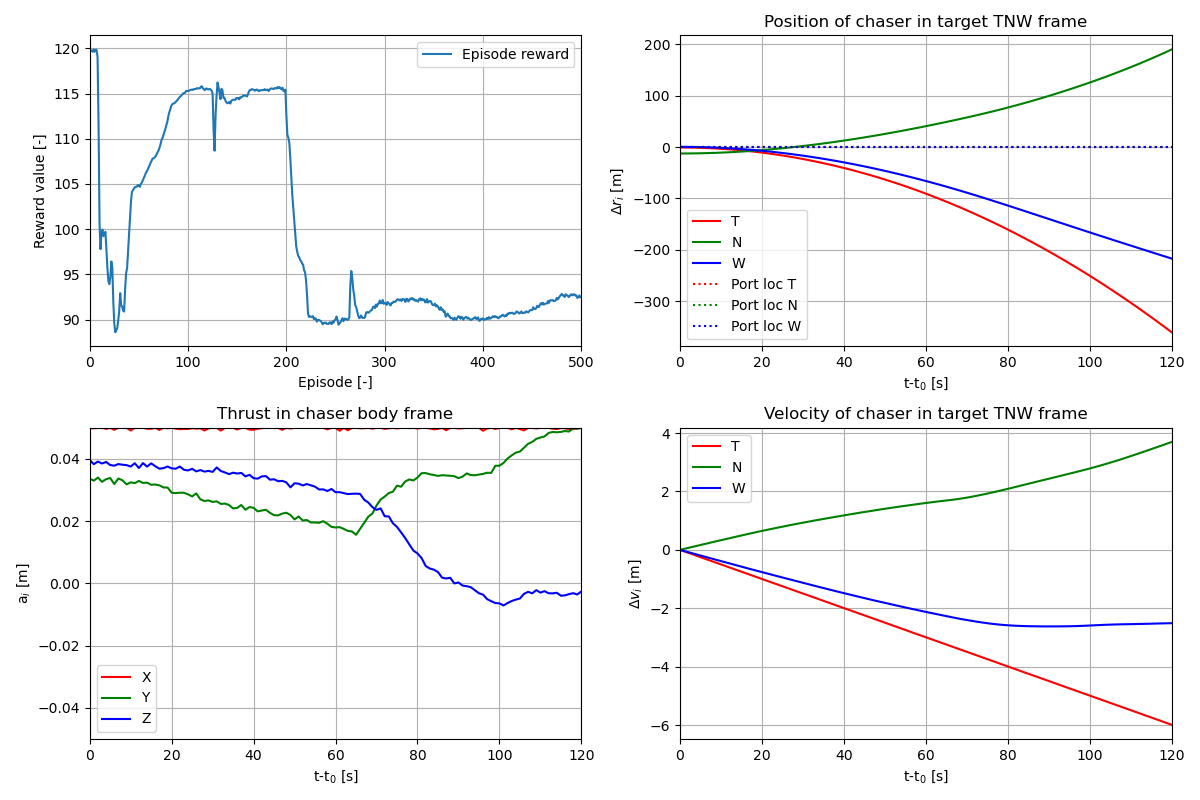 120
115
110
105
100
95
90
Reward value [-]
Episode reward
0 100 200 300 400 500
Episode [-]
Position of chaser in target TNW frame
200
100
0
−100
−200
−300
Δr_i [m]
T
N
W
Port loc T
Port loc N
Port loc W
0 20 40 60 80 100 120
t-t_0 [s]
Thrust in chaser body frame
0.04
0.02
0.00
−0.02
−0.04
a_i [m]
X
Y
Z
0 20 40 60 80 100 120
t-t_0 [s]
Velocity of chaser in target TNW frame
4
2
0
−2
−4
−6
Δv_i [m]
T
N
W
0 20 40 60 80 100 120
t-t_0 [s]